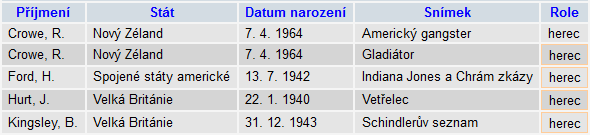 Příjmení Stát Datum narození Snímek Role
Crowe, R. Nový Zéland 7. 4. 1964 Americký gangster herec
Crowe, R. Nový Zéland 7. 4. 1964 Gladiátor herec
Ford, H. Spojené státy americké 13. 7. 1942 Indiana Jones a Chrám zkázy herec
Hurt, J. Velká Británie 22. 1. 1940 Vetřelec herec
Kingsley, B. Velká Británie 31. 12. 1943 Schindlerův seznam herec